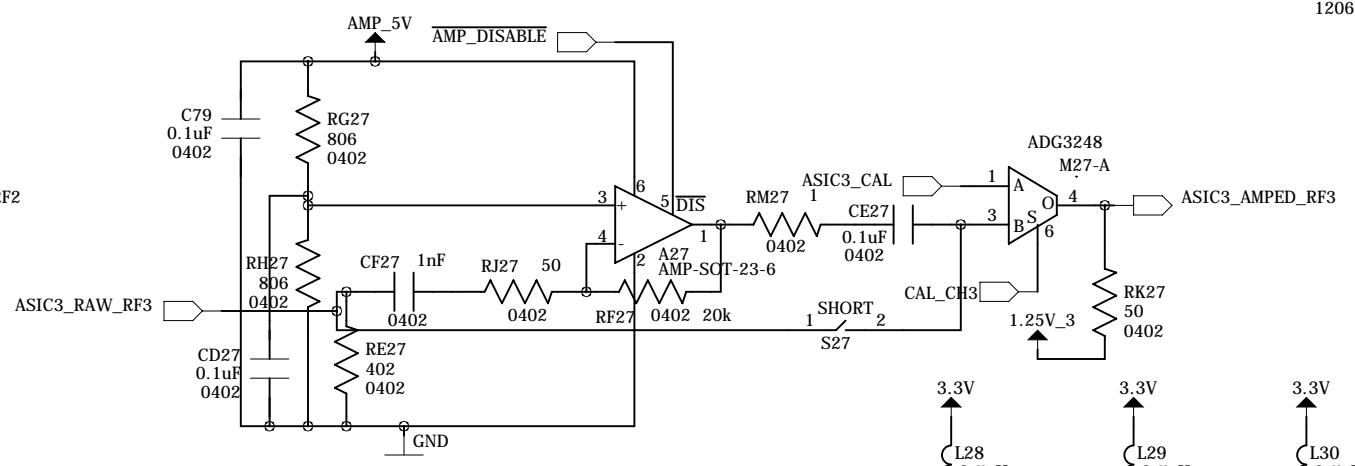 1206
AMP_5V
AMP_DISABLE
C79
0.1uF
0402
RG27
806
0402
ADG3248
M27-A
RF2
3
+
6
5
DIS
4
-
1
2
A27
AMP-SOT-23-6
ASIC3_CAL
RM27
1
0402
CE27
0.1uF
0402
1
A
3
B
S
O
4
6
ASIC3_AMPED_RF3
RH27
806
0402
CF27
1nF
0402
RJ27
50
0402
RF27
0402
20k
CAL_CH3
RK27
50
0402
ASIC3_RAW_RF3
1
SHORT
2
S27
1.25V_3
CD27
0.1uF
0402
RE27
402
0402
GND
3.3V
3.3V
3.3V
L28
L29
L30